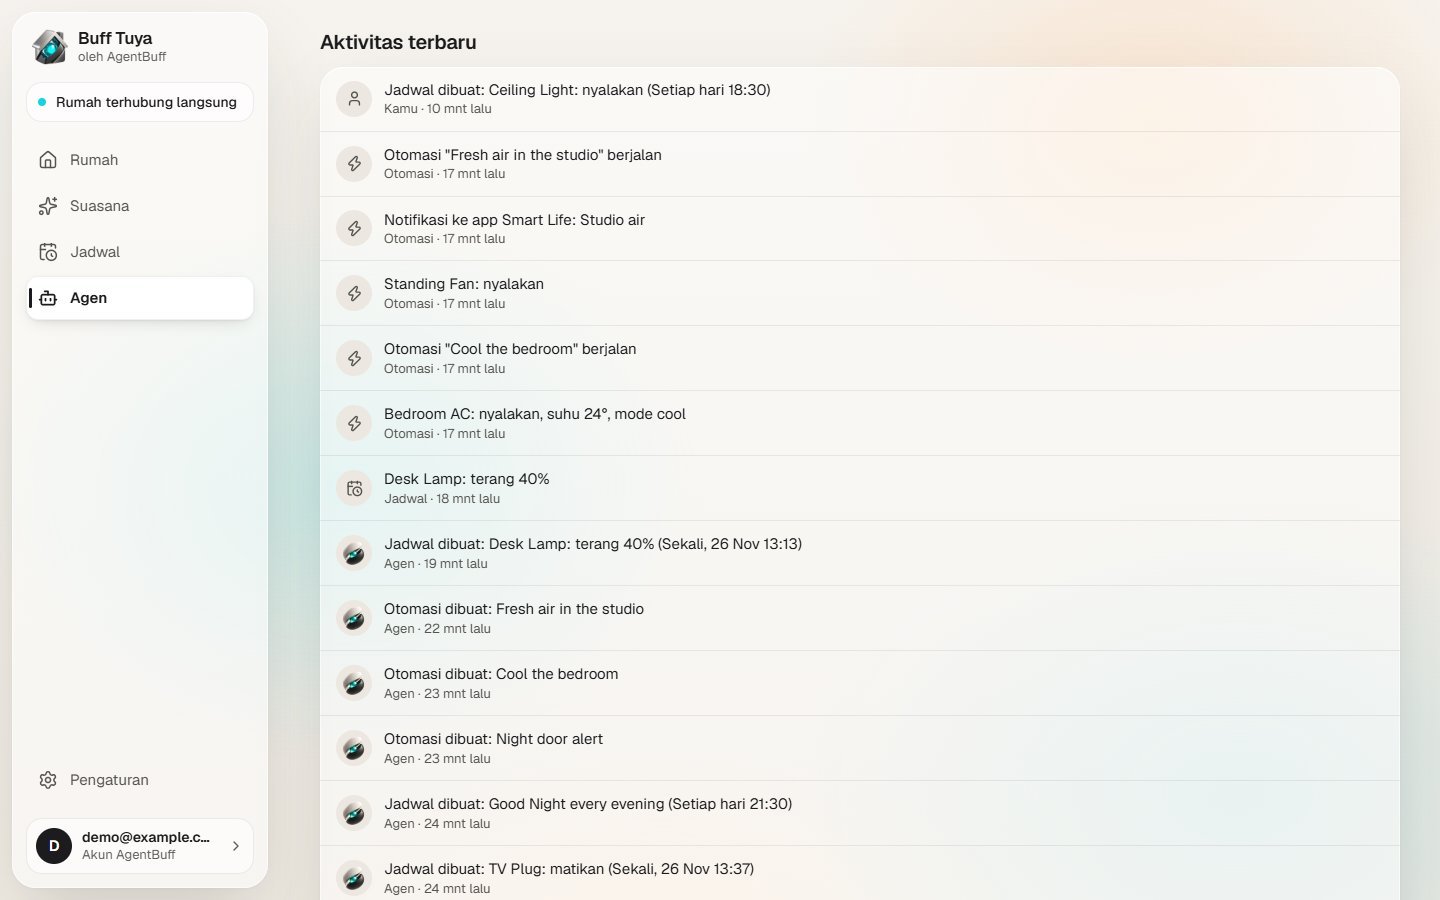 Buff Tuya
oleh AgentBuff
Rumah terhubung langsung
Rumah
Suasana
Jadwal
Agen
Pengaturan
D
demo@example.c...
Akun AgentBuff
Aktivitas terbaru
Jadwal dibuat: Ceiling Light: nyalakan (Setiap hari 18:30)
Kamu · 10 mnt lalu
Otomasi "Fresh air in the studio" berjalan
Otomasi · 17 mnt lalu
Notifikasi ke app Smart Life: Studio air
Otomasi · 17 mnt lalu
Standing Fan: nyalakan
Otomasi · 17 mnt lalu
Otomasi "Cool the bedroom" berjalan
Otomasi · 17 mnt lalu
Bedroom AC: nyalakan, suhu 24°, mode cool
Otomasi · 17 mnt lalu
Desk Lamp: terang 40%
Jadwal · 18 mnt lalu
Jadwal dibuat: Desk Lamp: terang 40% (Sekali, 26 Nov 13:13)
Agen · 19 mnt lalu
Otomasi dibuat: Fresh air in the studio
Agen · 22 mnt lalu
Otomasi dibuat: Cool the bedroom
Agen · 23 mnt lalu
Otomasi dibuat: Night door alert
Agen · 23 mnt lalu
Jadwal dibuat: Good Night every evening (Setiap hari 21:30)
Agen · 24 mnt lalu
Jadwal dibuat: TV Plug: matikan (Sekali, 26 Nov 13:37)
Agen · 24 mnt lalu